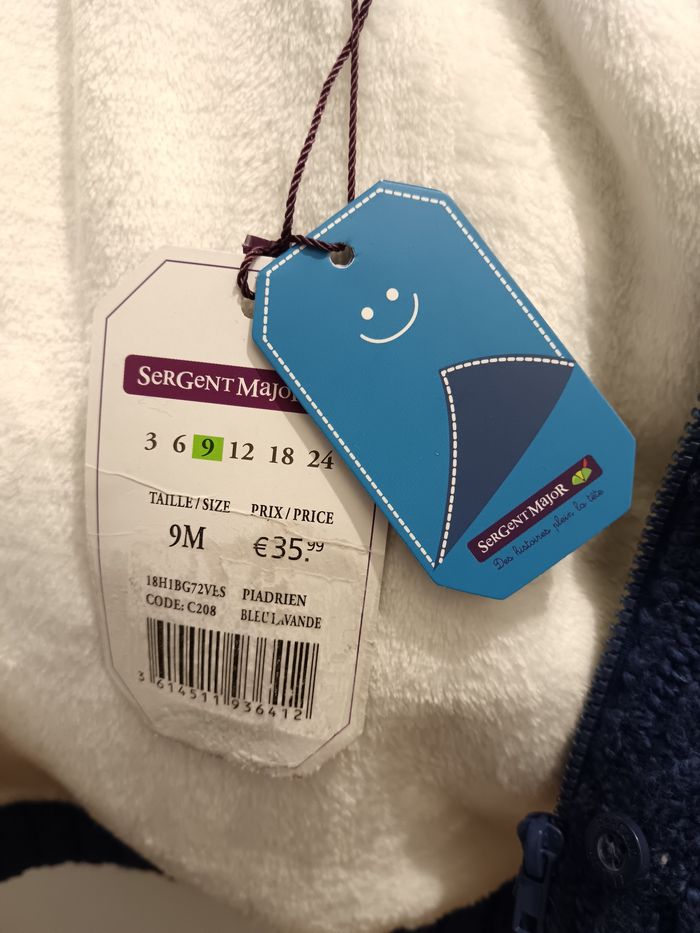 SeRGeNT MaJoR
3 6 9 12 18 24
TAILLE / SIZE PRIX / PRICE
9M €35.99
18H1BG72VES PIADRIEN
CODE: C208 BLEU LAVANDE
3 614511 936412
SeRGeNT MaJoR
Des histoires plein la tête